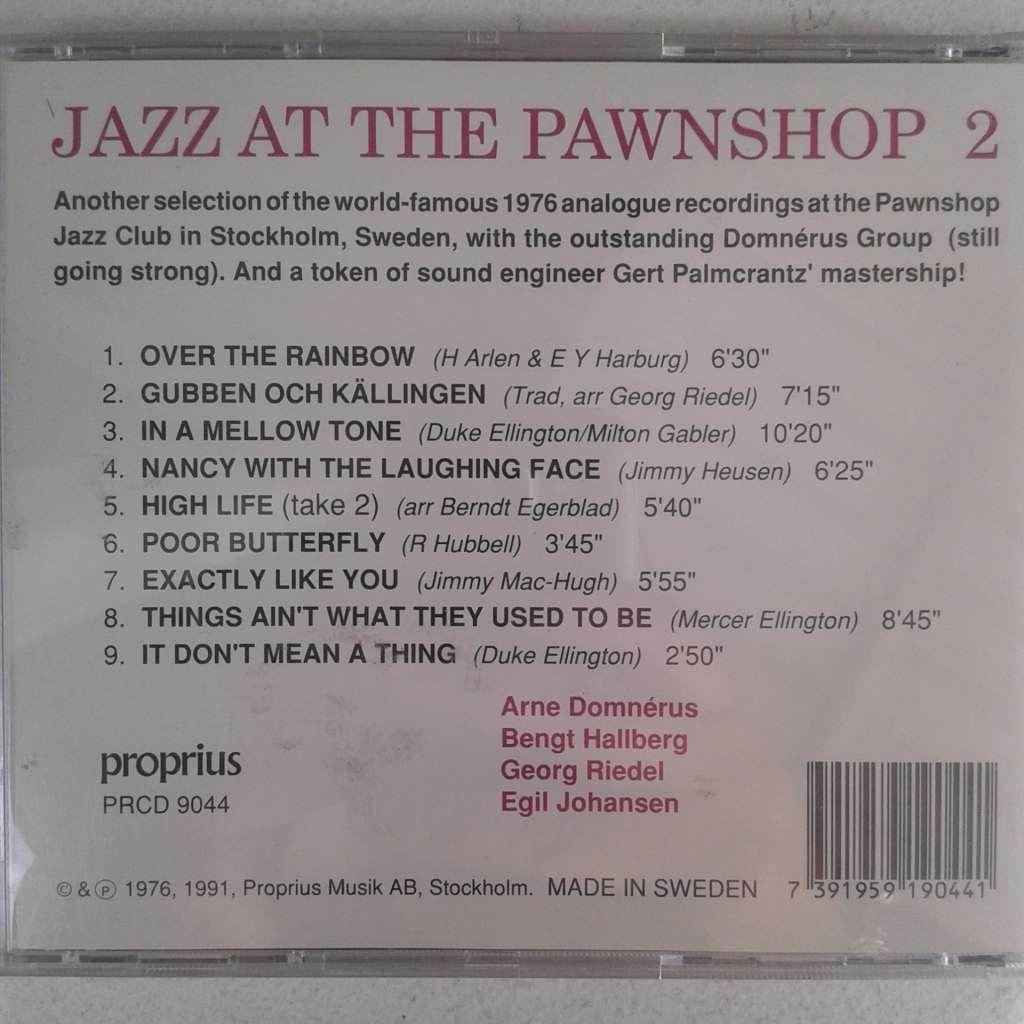 JAZZ AT THE PAWNSHOP 2
Another selection of the world-famous 1976 analogue recordings at the Pawnshop
Jazz Club in Stockholm, Sweden, with the outstanding Domnérus Group (still
going strong). And a token of sound engineer Gert Palmcrantz' mastership!
1. OVER THE RAINBOW (H Arlen & E Y Harburg) 6'30"
2. GUBBEN OCH KÄLLINGEN (Trad, arr Georg Riedel) 7'15"
3. IN A MELLOW TONE (Duke Ellington/Milton Gabler) 10'20"
4. NANCY WITH THE LAUGHING FACE (Jimmy Heusen) 6'25"
5. HIGH LIFE (take 2) (arr Berndt Egerblad) 5'40"
6. POOR BUTTERFLY (R Hubbell) 3'45"
7. EXACTLY LIKE YOU (Jimmy Mac-Hugh) 5'55"
8. THINGS AIN'T WHAT THEY USED TO BE (Mercer Ellington) 8'45"
9. IT DON'T MEAN A THING (Duke Ellington) 2'50"
Arne Domnérus
Bengt Hallberg
Georg Riedel
Egil Johansen
proprius
PRCD 9044
© & ℗ 1976, 1991, Proprius Musik AB, Stockholm. MADE IN SWEDEN
7 391959 190441